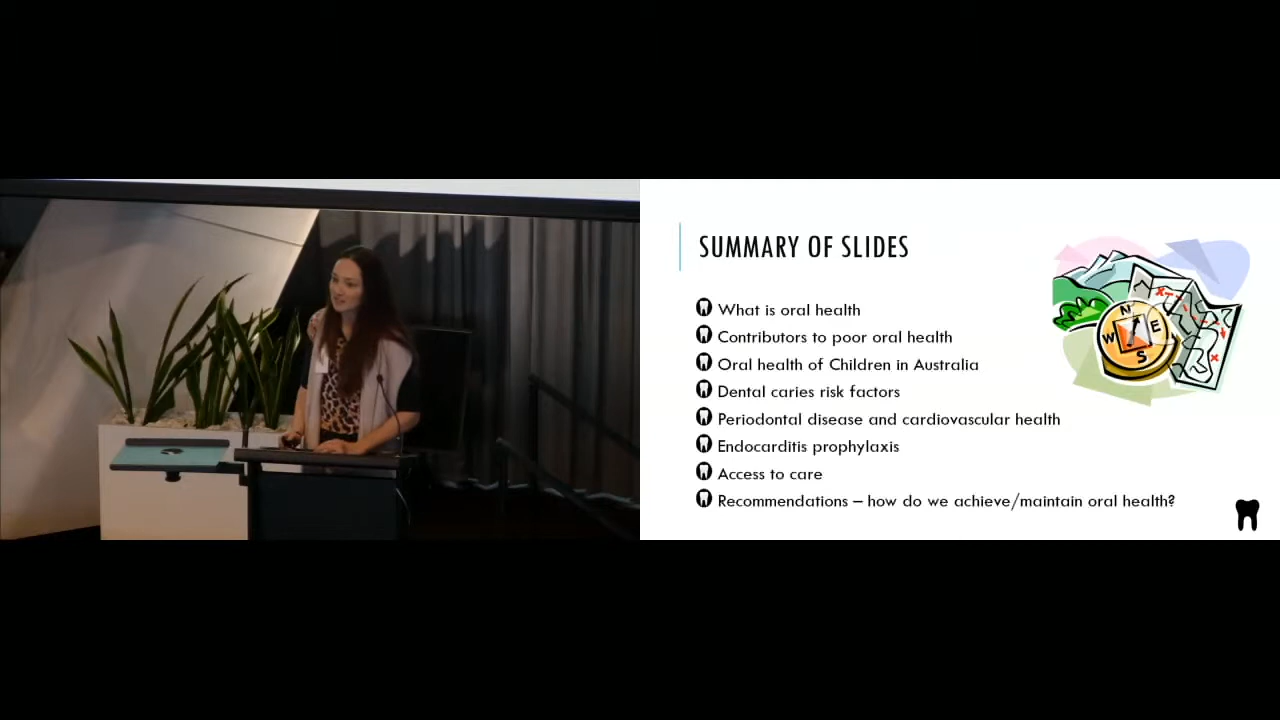 SUMMARY OF SLIDES
What is oral health
Contributors to poor oral health
Oral health of Children in Australia
Dental caries risk factors
Periodontal disease and cardiovascular health
Endocarditis prophylaxis
Access to care
Recommendations – how do we achieve/maintain oral health?
N
W
E
S